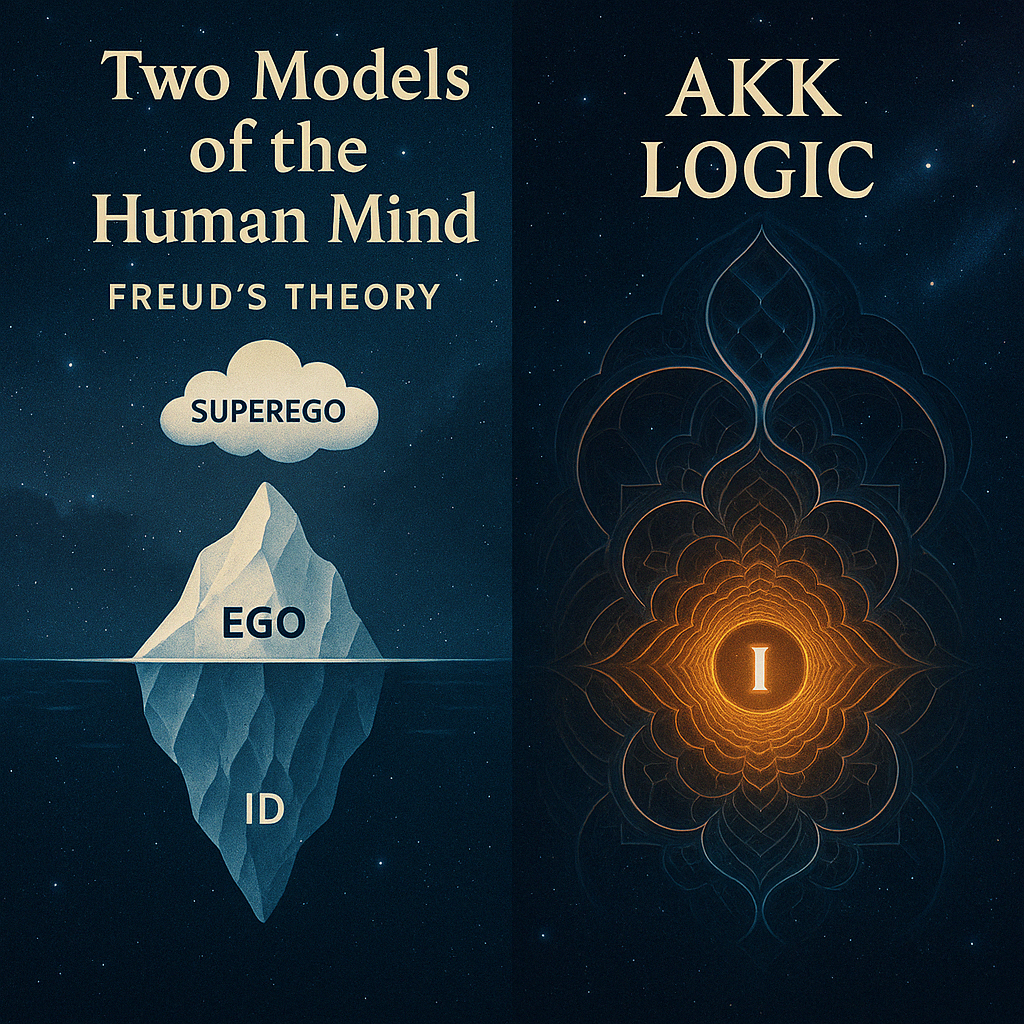 Two Models
of the
Human Mind
FREUD'S THEORY
SUPEREGO
EGO
ID
AKK
LOGIC
I